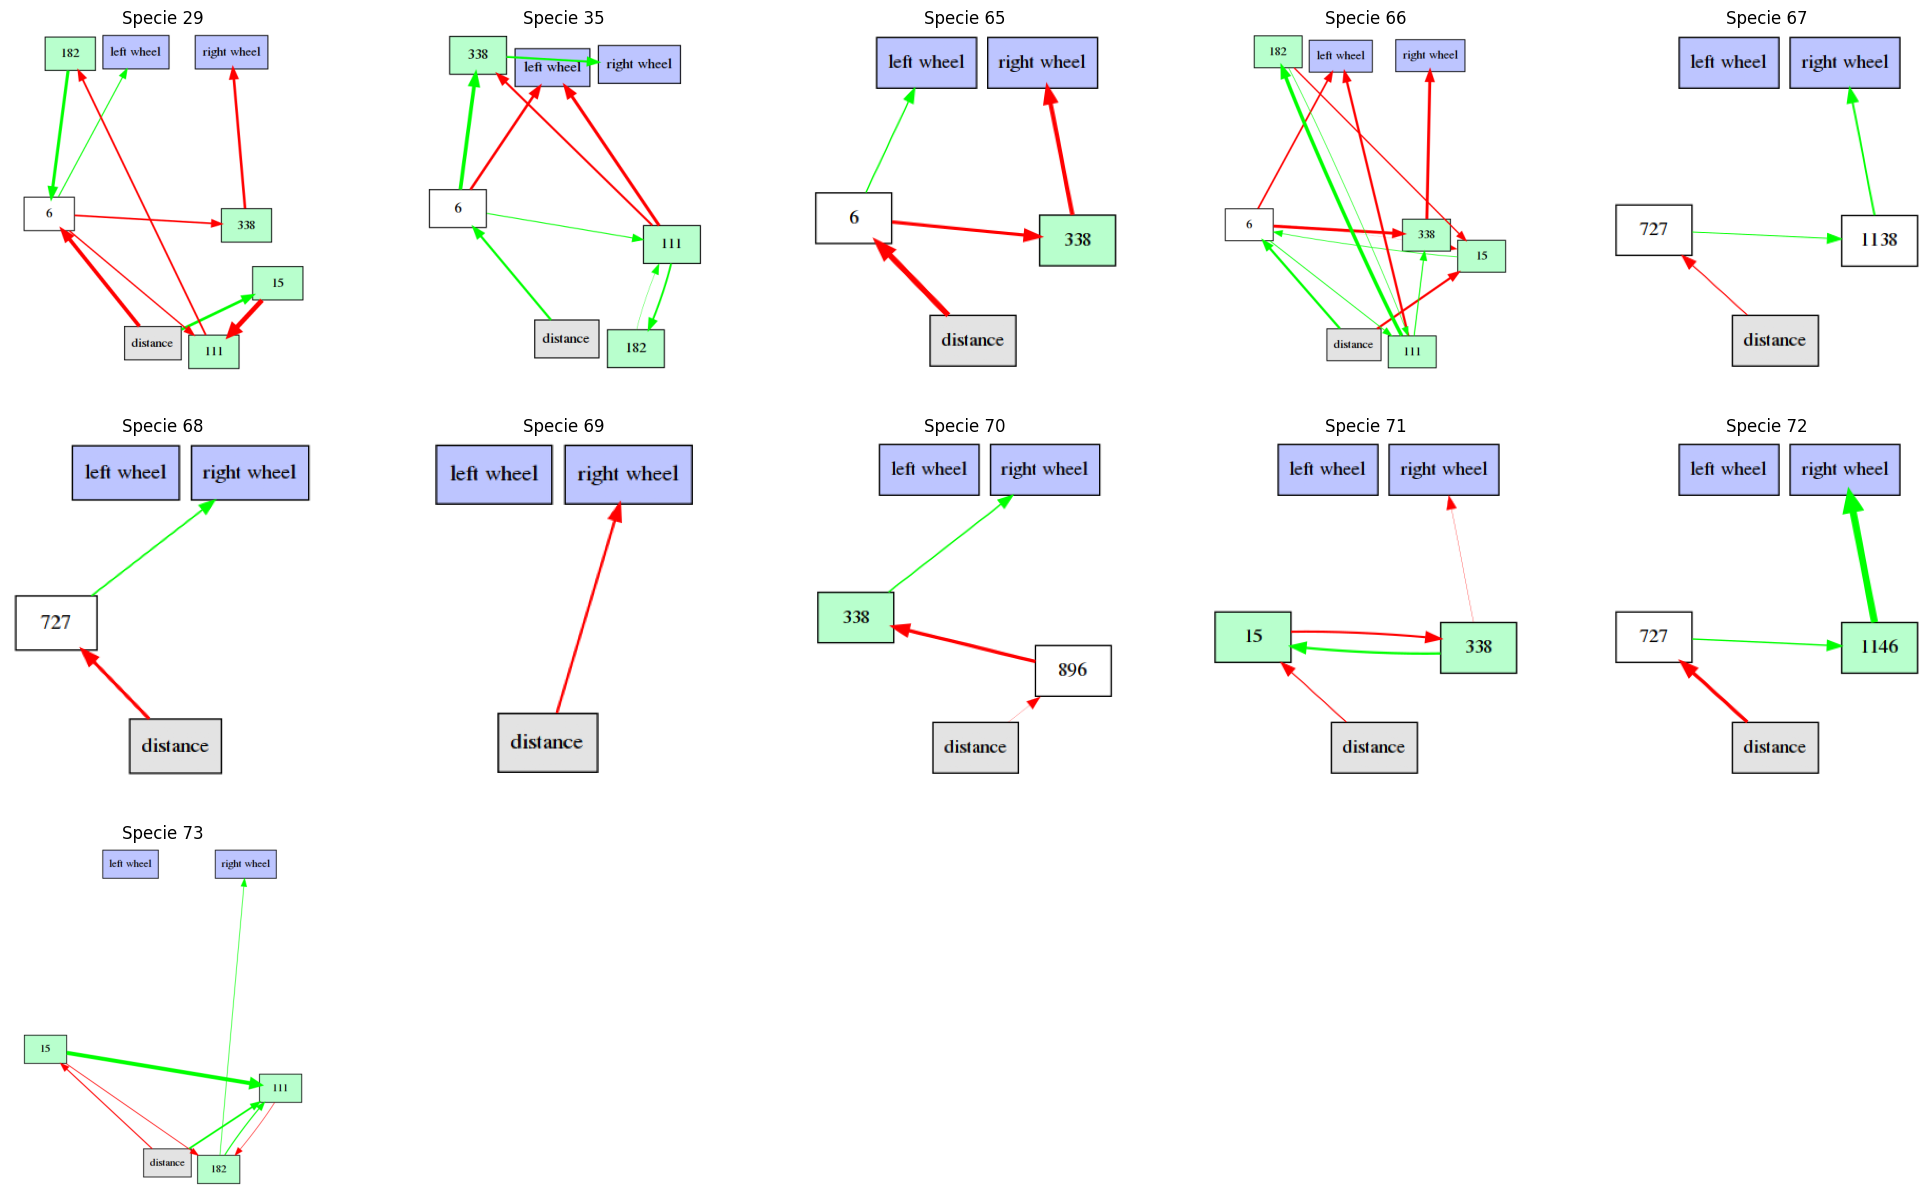 Specie 29
182
left wheel
right wheel
6
338
15
distance
111
Specie 35
338
left wheel
right wheel
6
111
distance
182
Specie 65
left wheel
right wheel
6
338
distance
Specie 66
182
left wheel
right wheel
6
338
15
distance
111
Specie 67
left wheel
right wheel
727
1138
distance
Specie 68
left wheel
right wheel
727
distance
Specie 69
left wheel
right wheel
distance
Specie 70
left wheel
right wheel
338
896
distance
Specie 71
left wheel
right wheel
15
338
distance
Specie 72
left wheel
right wheel
727
1146
distance
Specie 73
left wheel
right wheel
15
111
distance
182